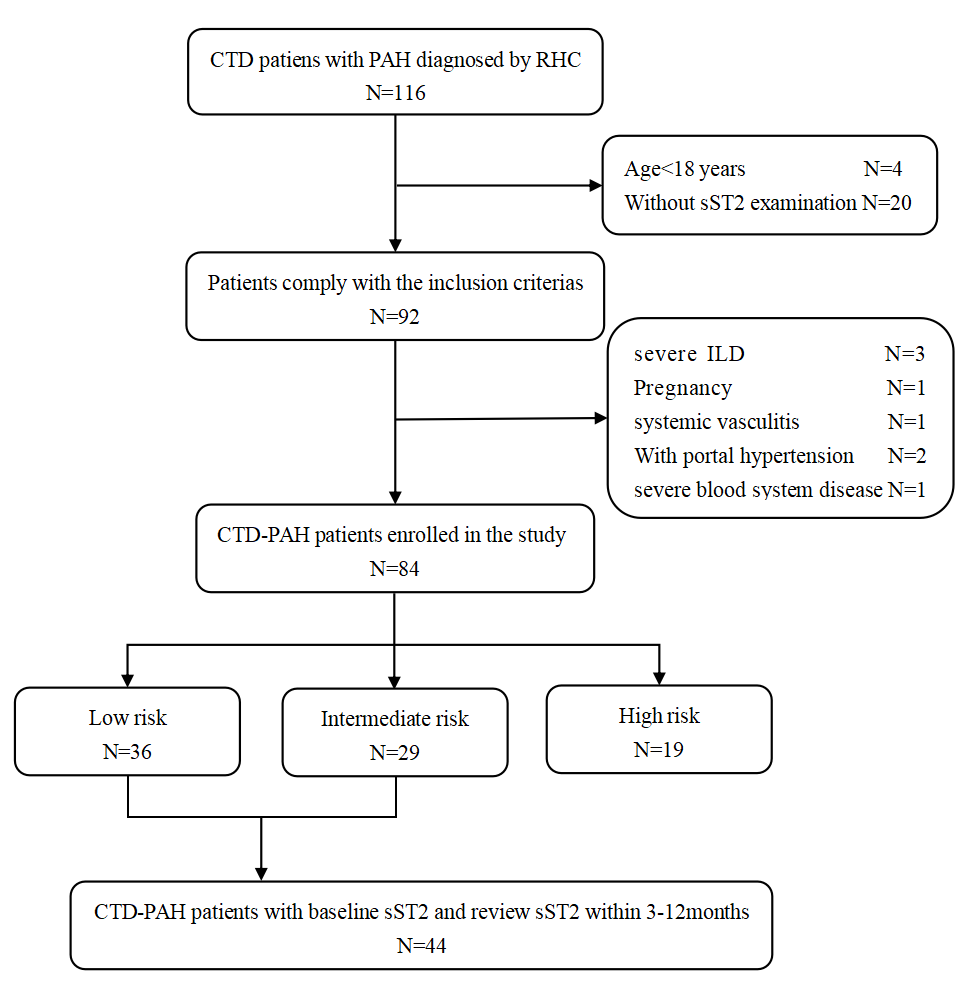 CTD patiens with PAH diagnosed by RHC
N=116
Age<18 years N=4
Without sST2 examination N=20
Patients comply with the inclusion criterias
N=92
severe ILD N=3
Pregnancy N=1
systemic vasculitis N=1
With portal hypertension N=2
severe blood system disease N=1
CTD-PAH patients enrolled in the study
N=84
Low risk
N=36
Intermediate risk
N=29
High risk
N=19
CTD-PAH patients with baseline sST2 and review sST2 within 3-12months
N=44